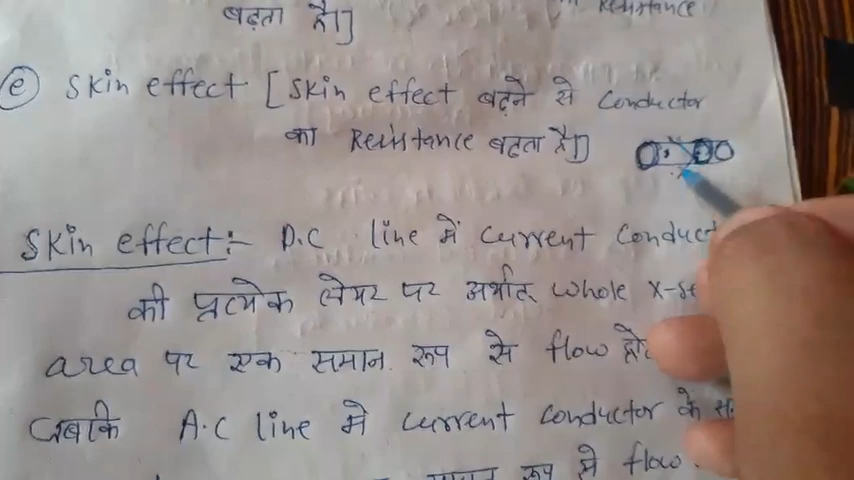 Resistance
बढ़ता है।]
(e) Skin effect [Skin effect बढ़ने से Conductor
का Resistance बढ़ता है।]
Skin effect:- D.C line में Current Conduct
की प्रत्येक लेयर पर अर्थात् whole x-se
area पर एक समान रूप से flow हो
जबकि A.C line मे current conductor के स
समान रूप से flow